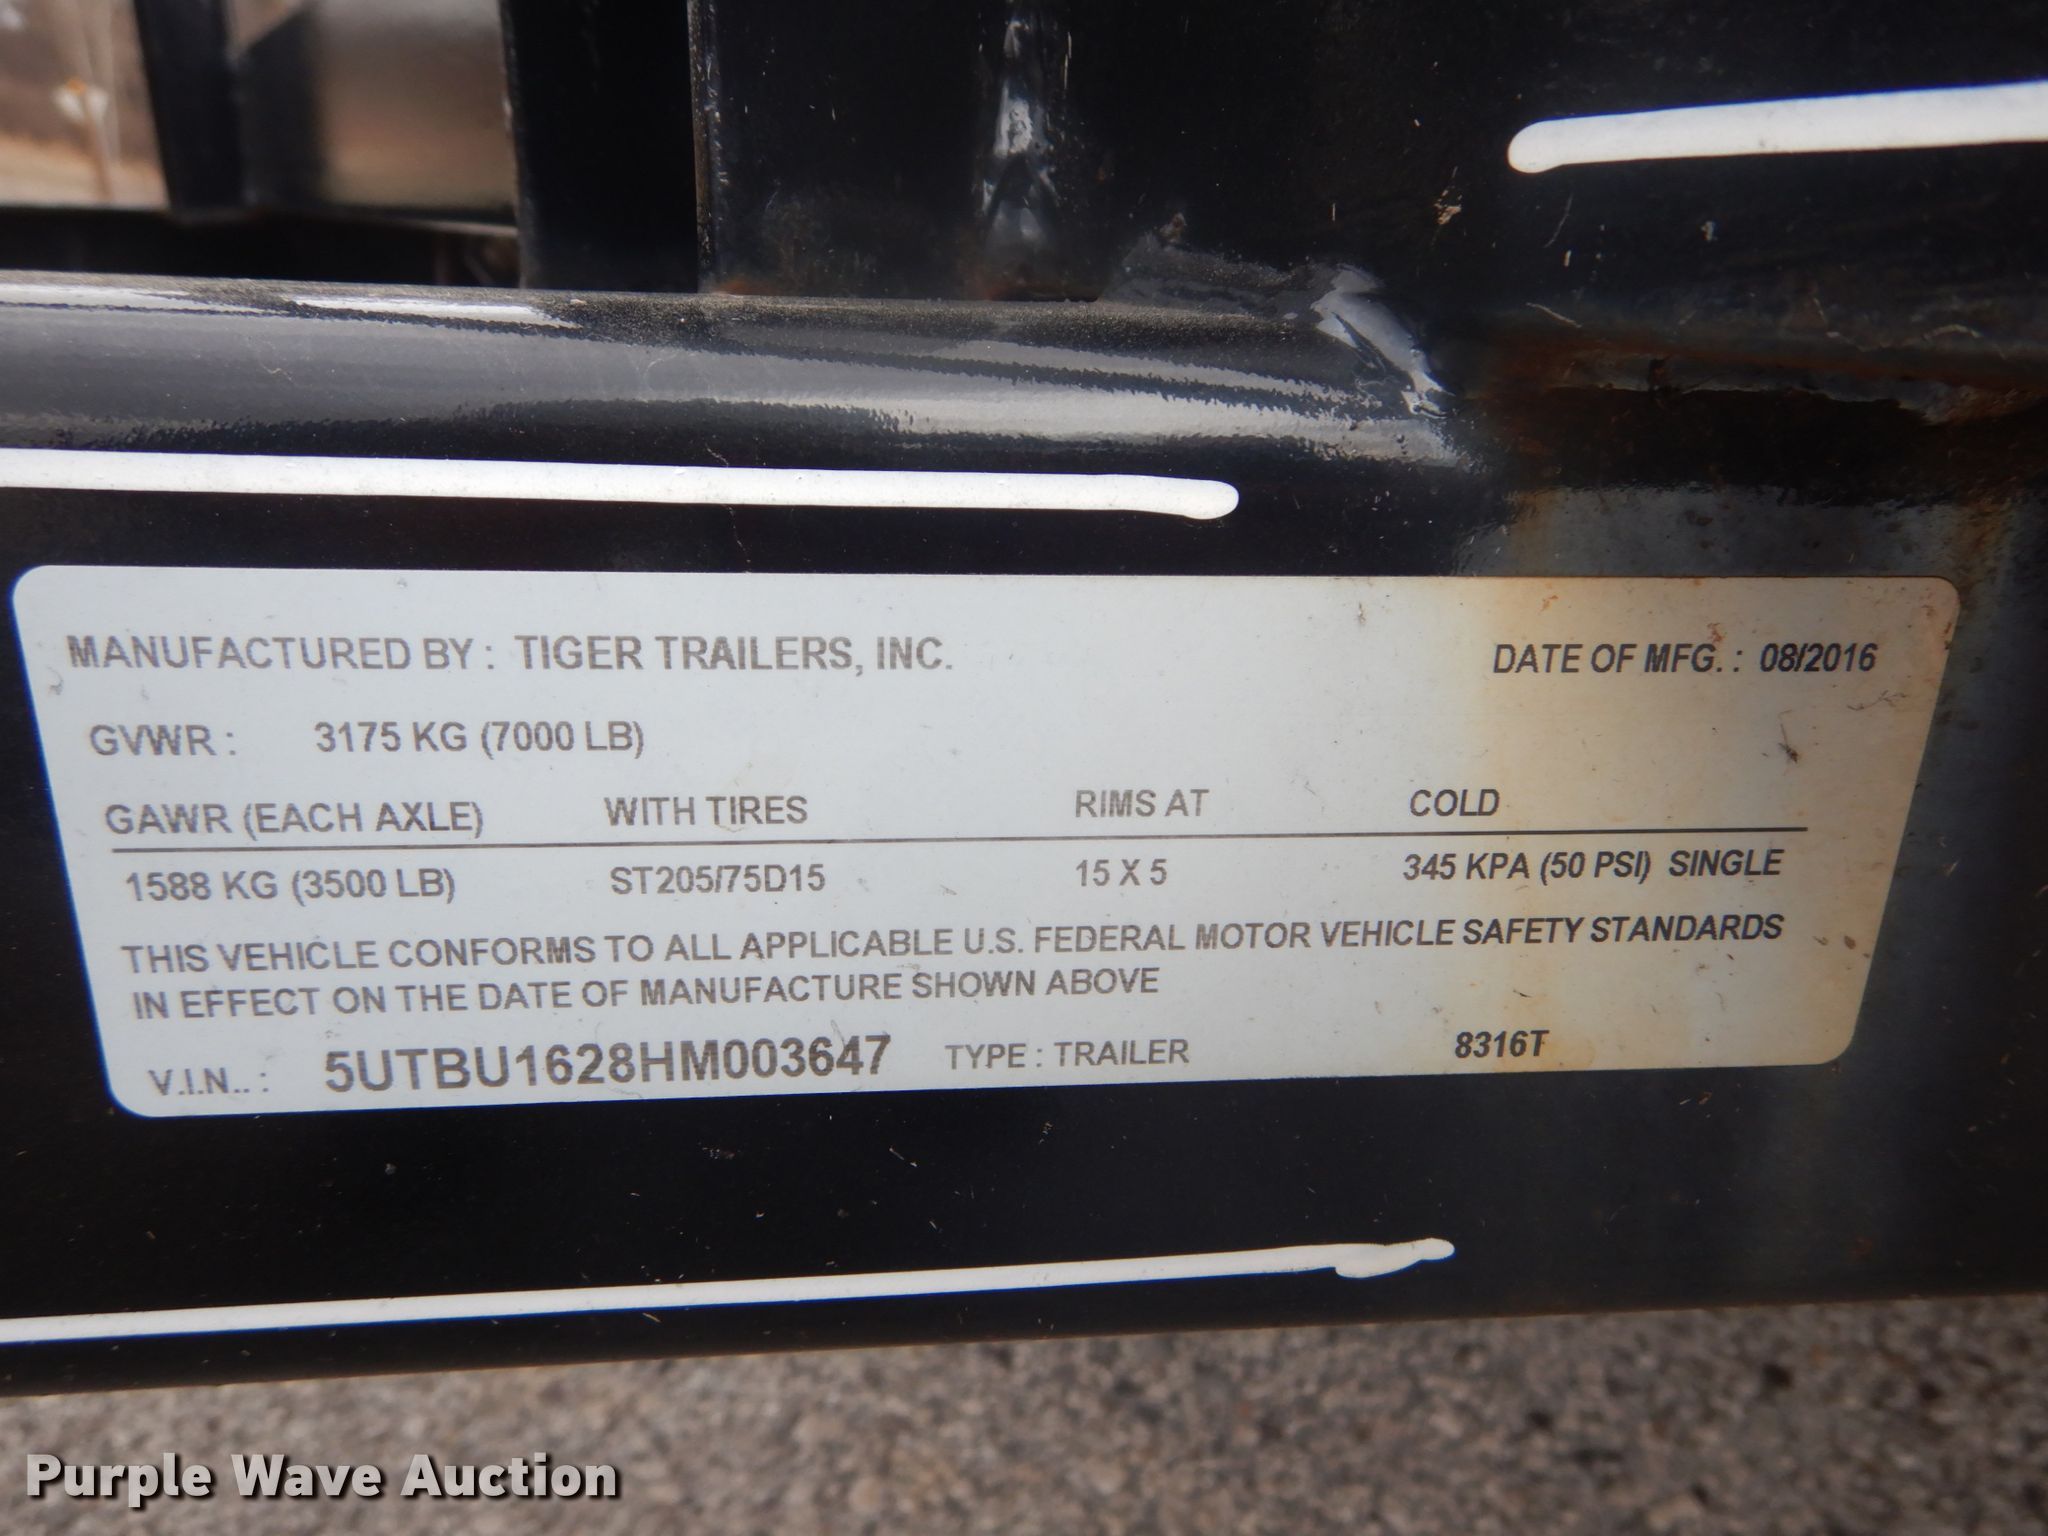 MANUFACTURED BY : TIGER TRAILERS, INC. DATE OF MFG. : 08/2016
GVWR : 3175 KG (7000 LB)
GAWR (EACH AXLE) WITH TIRES RIMS AT COLD
1588 KG (3500 LB) ST205/75D15 15 X 5 345 KPA (50 PSI) SINGLE
THIS VEHICLE CONFORMS TO ALL APPLICABLE U.S. FEDERAL MOTOR VEHICLE SAFETY STANDARDS
IN EFFECT ON THE DATE OF MANUFACTURE SHOWN ABOVE
V.I.N.. : 5UTBU1628HM003647 TYPE : TRAILER 8316T
Purple Wave Auction